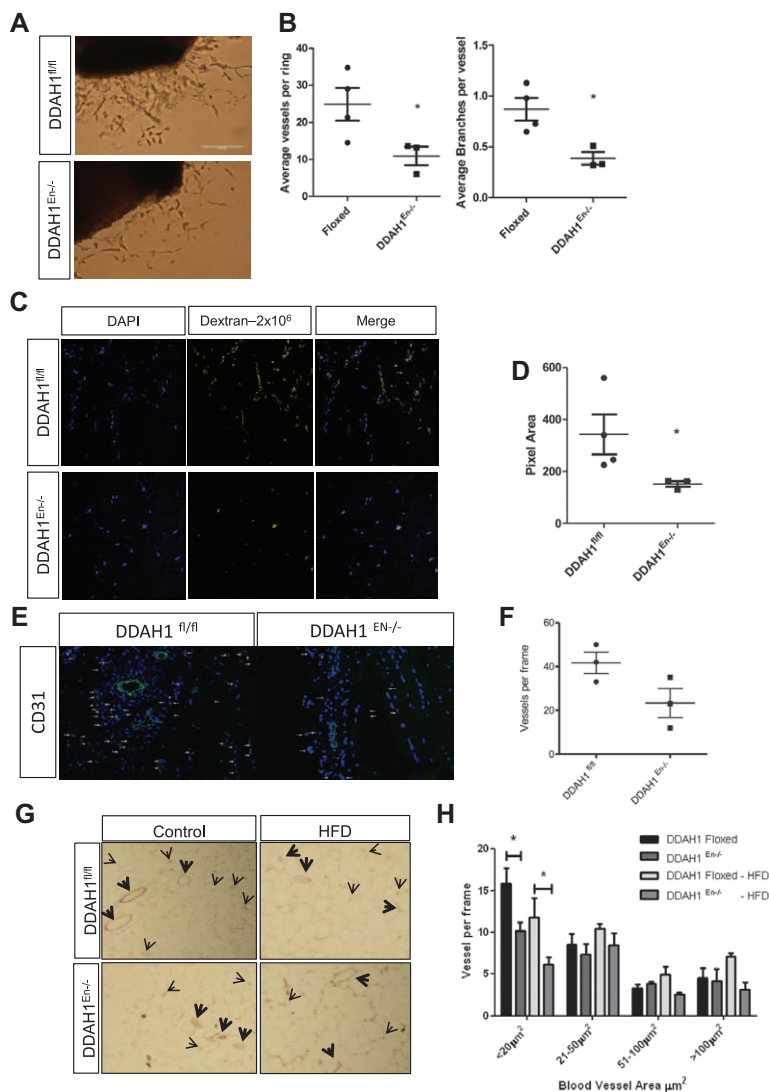 A
DDAH1fl/fl
DDAH1En-/-
B
Average vessels per ring
40
30
20
10
0
*
Floxed
DDAH1En-/-
Average Branches per vessel
1.5
1.0
0.5
0.0
*
Floxed
DDAH1En-/-
C
DAPI
Dextran–2x10⁶
Merge
DDAH1fl/fl
DDAH1En-/-
D
Pixel Area
600
400
200
0
*
DDAH1fl/fl
DDAH1En-/-
E
DDAH1 fl/fl
DDAH1 EN-/-
CD31
F
Vessels per frame
60
40
20
0
DDAH1 fl/fl
DDAH1 En-/-
G
Control
HFD
DDAH1fl/fl
DDAH1En-/-
H
DDAH1 Floxed
DDAH1 En-/-
DDAH1 Floxed - HFD
DDAH1 En-/- - HFD
Vessel per frame
20
15
10
5
0
*
*
<20µm²
21-50µm²
51-100µm²
>100µm²
Blood Vessel Area µm²